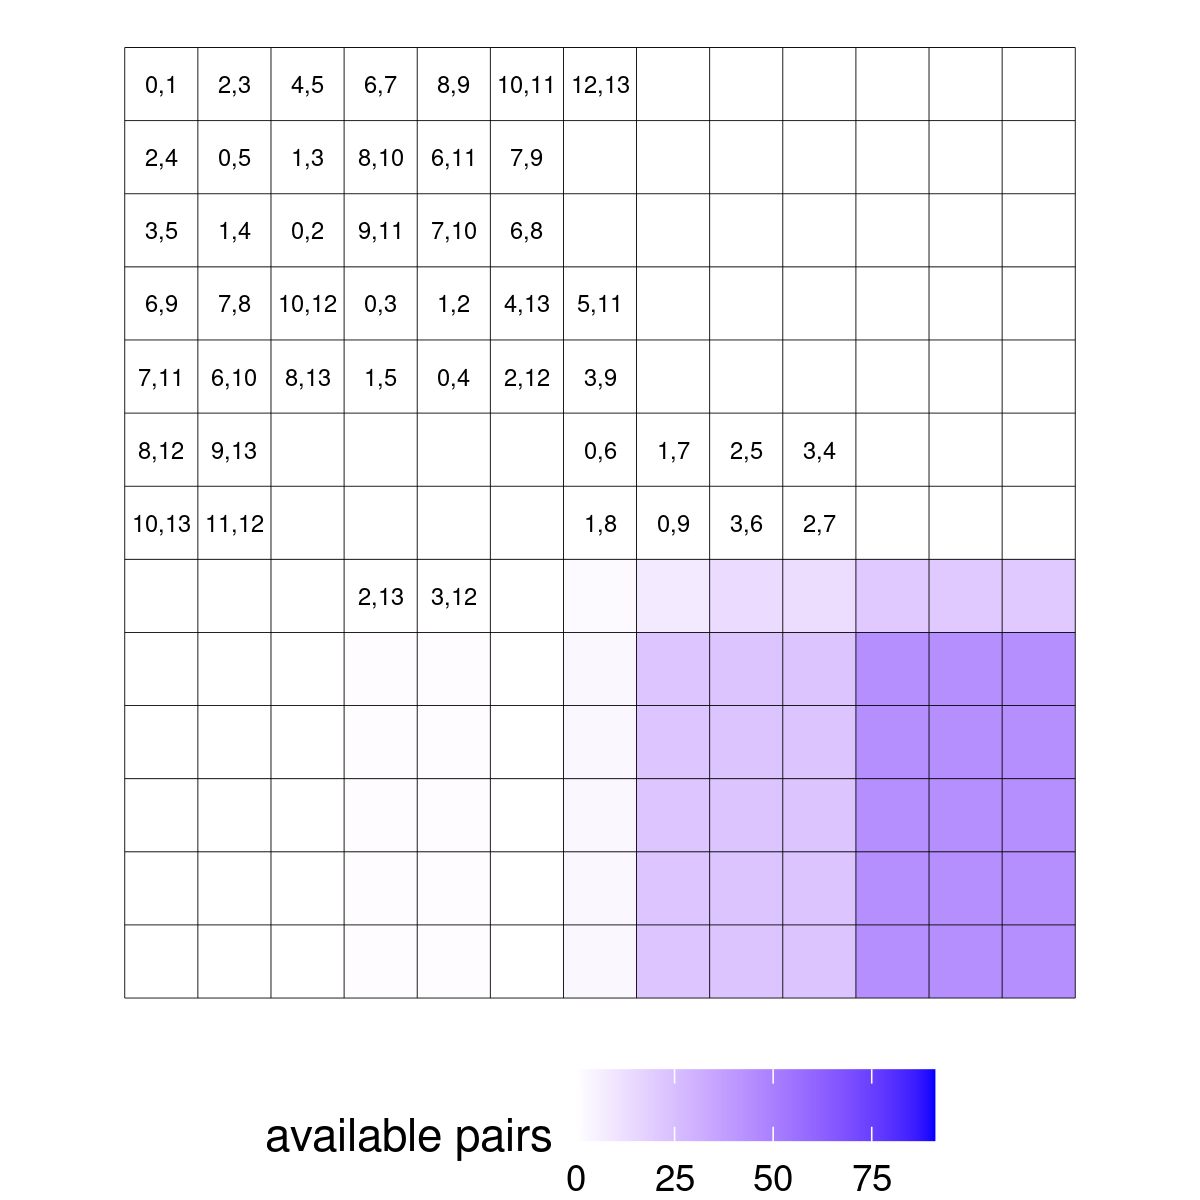 0,1 2,3 4,5 6,7 8,9 10,11 12,13
2,4 0,5 1,3 8,10 6,11 7,9
3,5 1,4 0,2 9,11 7,10 6,8
6,9 7,8 10,12 0,3 1,2 4,13 5,11
7,11 6,10 8,13 1,5 0,4 2,12 3,9
8,12 9,13 0,6 1,7 2,5 3,4
10,13 11,12 1,8 0,9 3,6 2,7
2,13 3,12
available pairs
0 25 50 75